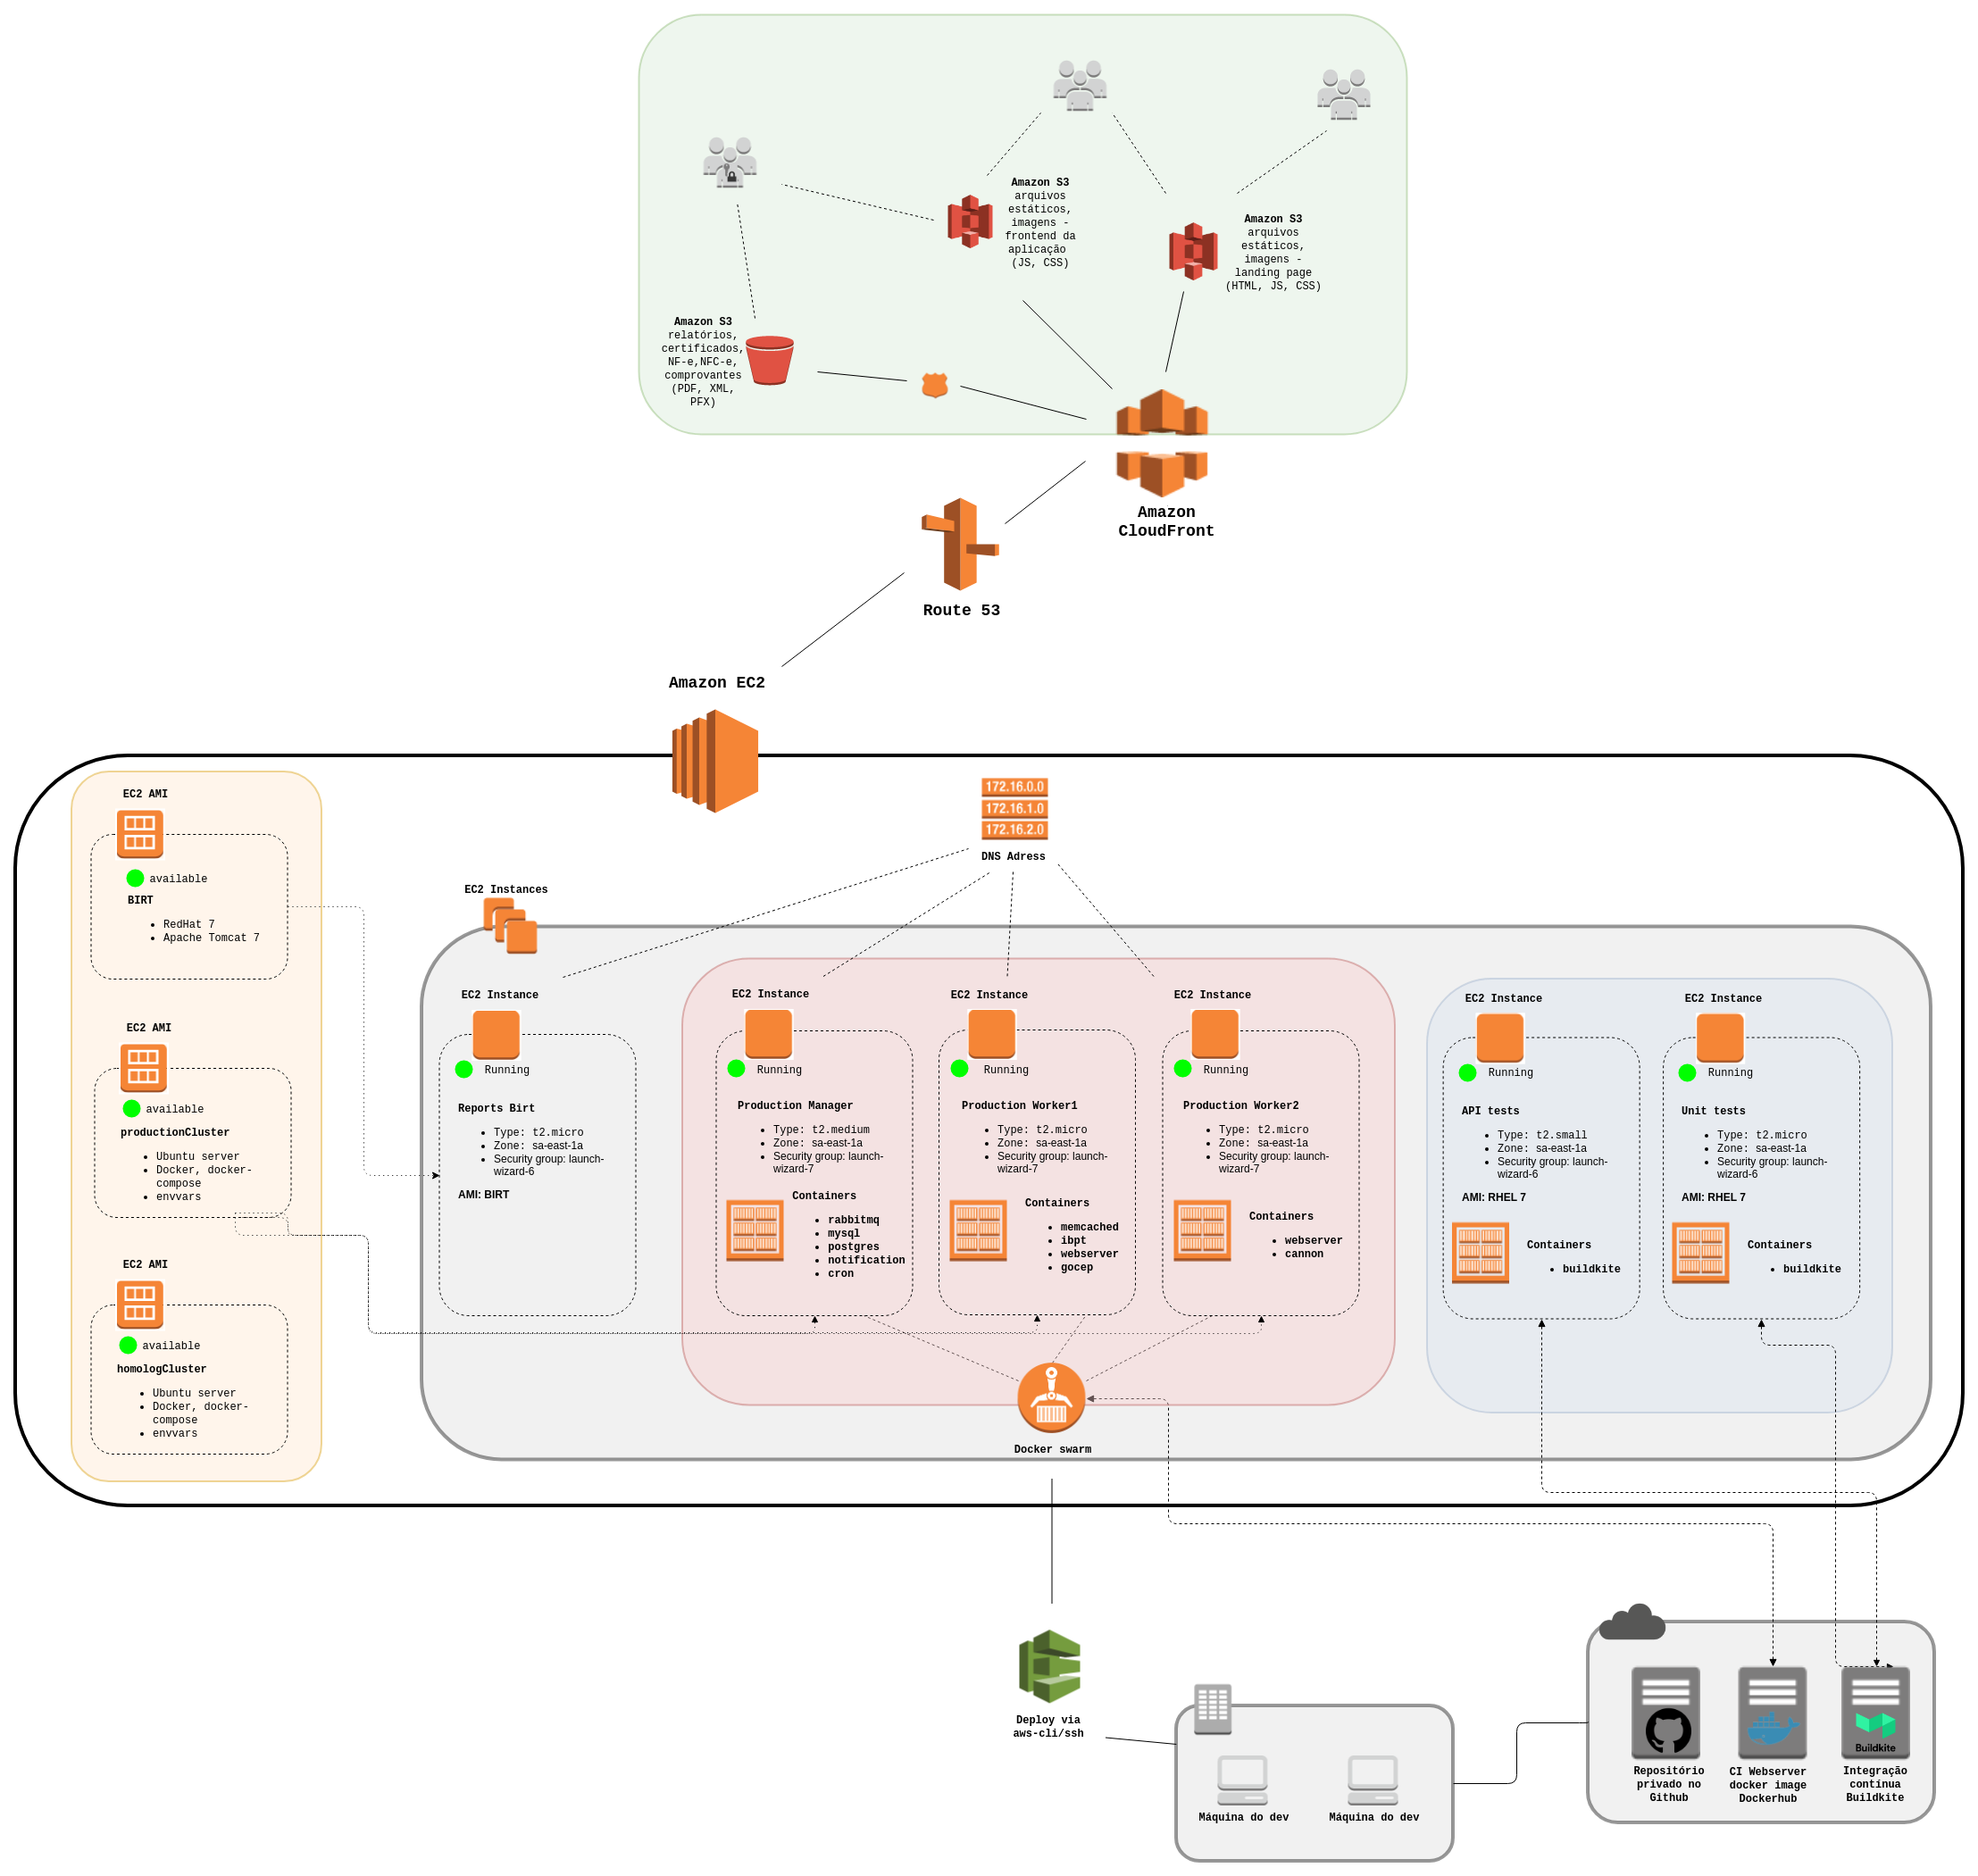 Amazon S3
arquivos
estáticos,
imagens -
frontend da
aplicação
(JS, CSS)
Amazon S3
arquivos
estáticos,
imagens -
landing page
(HTML, JS, CSS)
Amazon S3
relatórios,
certificados,
NF-e,NFC-e,
comprovantes
(PDF, XML,
PFX)
Amazon
CloudFront
Route 53
Amazon EC2
172.16.0.0
172.16.1.0
172.16.2.0
DNS Adress
EC2 AMI
available
BIRT
RedHat 7
Apache Tomcat 7
EC2 AMI
available
productionCluster
Ubuntu server
Docker, docker-
compose
envvars
EC2 AMI
available
homologCluster
Ubuntu server
Docker, docker-
compose
envvars
EC2 Instances
EC2 Instance
Running
Reports Birt
Type: t2.micro
Zone: sa-east-1a
Security group: launch-
wizard-6
AMI: BIRT
EC2 Instance
Running
Production Manager
Type: t2.medium
Zone: sa-east-1a
Security group: launch-
wizard-7
Containers
rabbitmq
mysql
postgres
notification
cron
EC2 Instance
Running
Production Worker1
Type: t2.micro
Zone: sa-east-1a
Security group: launch-
wizard-7
Containers
memcached
ibpt
webserver
gocep
EC2 Instance
Running
Production Worker2
Type: t2.micro
Zone: sa-east-1a
Security group: launch-
wizard-7
Containers
webserver
cannon
EC2 Instance
Running
API tests
Type: t2.small
Zone: sa-east-1a
Security group: launch-
wizard-6
AMI: RHEL 7
Containers
buildkite
EC2 Instance
Running
Unit tests
Type: t2.micro
Zone: sa-east-1a
Security group: launch-
wizard-6
AMI: RHEL 7
Containers
buildkite
Docker swarm
Deploy via
aws-cli/ssh
Máquina do dev
Máquina do dev
Repositório
privado no
Github
CI Webserver
docker image
Dockerhub
Buildkite
Integração
contínua
Buildkite